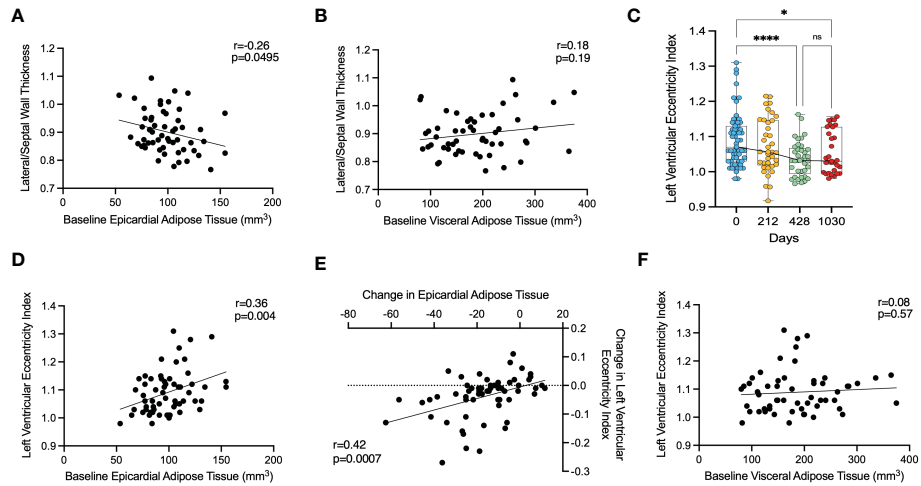 A
r=-0.26
p=0.0495
Lateral/Septal Wall Thickness
1.2
1.1
1.0
0.9
0.8
0.7
0.6
0
50
100
150
200
Baseline Epicardial Adipose Tissue (mm3)
B
r=0.18
p=0.19
Lateral/Septal Wall Thickness
1.2
1.1
1.0
0.9
0.8
0.7
0
100
200
300
400
Baseline Visceral Adipose Tissue (mm3)
C
*
****
ns
Left Ventricular Eccentricity Index
1.4
1.3
1.2
1.1
1.0
0.9
0
212
428
1030
Days
D
r=0.36
p=0.004
Left Ventricular Eccentricity Index
1.4
1.3
1.2
1.1
1.0
0.9
0
50
100
150
200
Baseline Epicardial Adipose Tissue (mm3)
E
Change in Epicardial Adipose Tissue
-80
-60
-40
-20
0
20
0.2
0.1
0.0
-0.1
-0.2
-0.3
Change in Left Ventricular
Eccentricity Index
r=0.42
p=0.0007
F
r=0.08
p=0.57
Left Ventricular Eccentricity Index
1.4
1.3
1.2
1.1
1.0
0.9
0
100
200
300
400
Baseline Visceral Adipose Tissue (mm3)